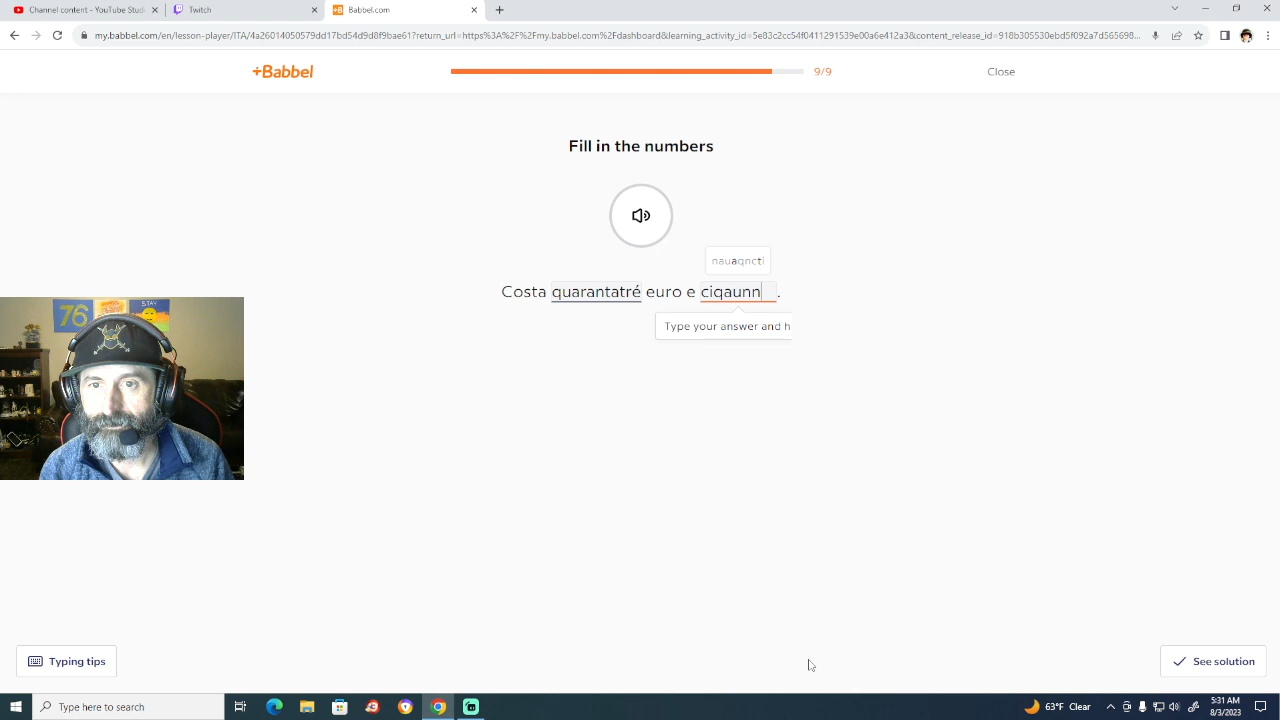 Channel content - YouTube Studi
Twitch
Babbel.com
my.babbel.com/en/lesson-player/ITA/4a26014050579dd17bd54d9d8f9bae61?return_url=https%3A%2F%2Fmy.babbel.com%2Fdashboard&learning_activity_id=5e83c2cc54f0411291539e00a6e412a3&content_release_id=918b305530ebd5f092a7d565698...
+Babbel
9/9
Close
Fill in the numbers
nauaqncti
Costa quarantatré euro e ciqaunn .
Type your answer and h
76
STAY
Typing tips
See solution
Type here to search
63°F Clear
5:31 AM
8/3/2023